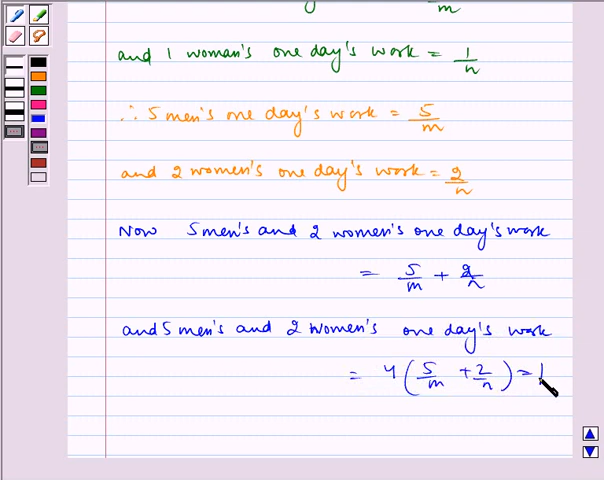 m
and 1 woman's one day's work = 1/n
∴ 5 men's one day's work = 5/m
and 2 women's one day's work = 2/n
Now 5 men's and 2 women's one day's work
= 5/m + 2/n
and 5 men's and 2 women's one day's work
= 4 ( 5/m + 2/n ) = 1